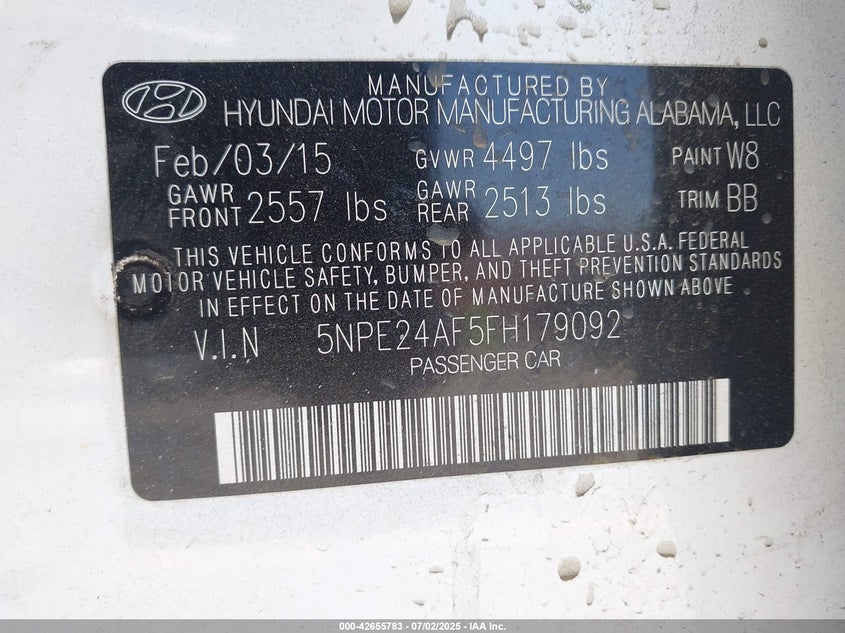 MANUFACTURED BY
HYUNDAI MOTOR MANUFACTURING ALABAMA, LLC
Feb/03/15 GVWR 4497 lbs PAINT W8
GAWR FRONT 2557 lbs GAWR REAR 2513 lbs TRIM BB
THIS VEHICLE CONFORMS TO ALL APPLICABLE U.S.A. FEDERAL
MOTOR VEHICLE SAFETY, BUMPER, AND THEFT PREVENTION STANDARDS
IN EFFECT ON THE DATE OF MANUFACTURE SHOWN ABOVE
V.I.N 5NPE24AF5FH179092
PASSENGER CAR
000-42655783 - 07/02/2025 - IAA Inc.